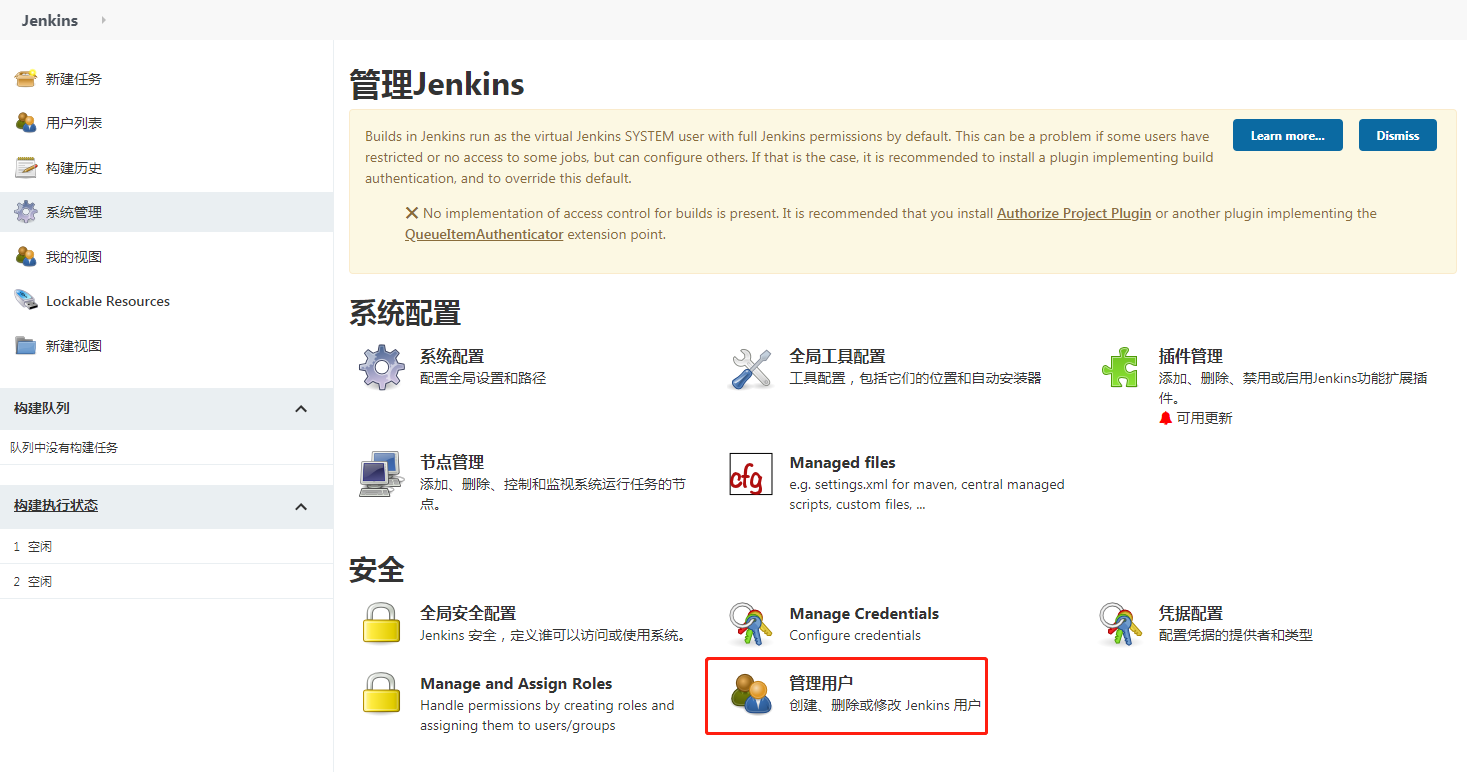 Jenkins
新建任务
用户列表
构建历史
系统管理
我的视图
Lockable Resources
新建视图
构建队列
队列中没有构建任务
构建执行状态
1 空闲
2 空闲
管理Jenkins
Builds in Jenkins run as the virtual Jenkins SYSTEM user with full Jenkins permissions by default. This can be a problem if some users have
restricted or no access to some jobs, but can configure others. If that is the case, it is recommended to install a plugin implementing build
authentication, and to override this default.
Learn more...
Dismiss
No implementation of access control for builds is present. It is recommended that you install Authorize Project Plugin or another plugin implementing the
QueueItemAuthenticator extension point.
系统配置
系统配置
配置全局设置和路径
全局工具配置
工具配置，包括它们的位置和自动安装器
插件管理
添加、删除、禁用或启用Jenkins功能扩展插
件。
可用更新
节点管理
添加、删除、控制和监视系统运行任务的节
点。
cfg
Managed files
e.g. settings.xml for maven, central managed
scripts, custom files, ...
安全
全局安全配置
Jenkins 安全，定义谁可以访问或使用系统。
Manage Credentials
Configure credentials
凭据配置
配置凭据的提供者和类型
Manage and Assign Roles
Handle permissions by creating roles and
assigning them to users/groups
管理用户
创建、删除或修改 Jenkins 用户